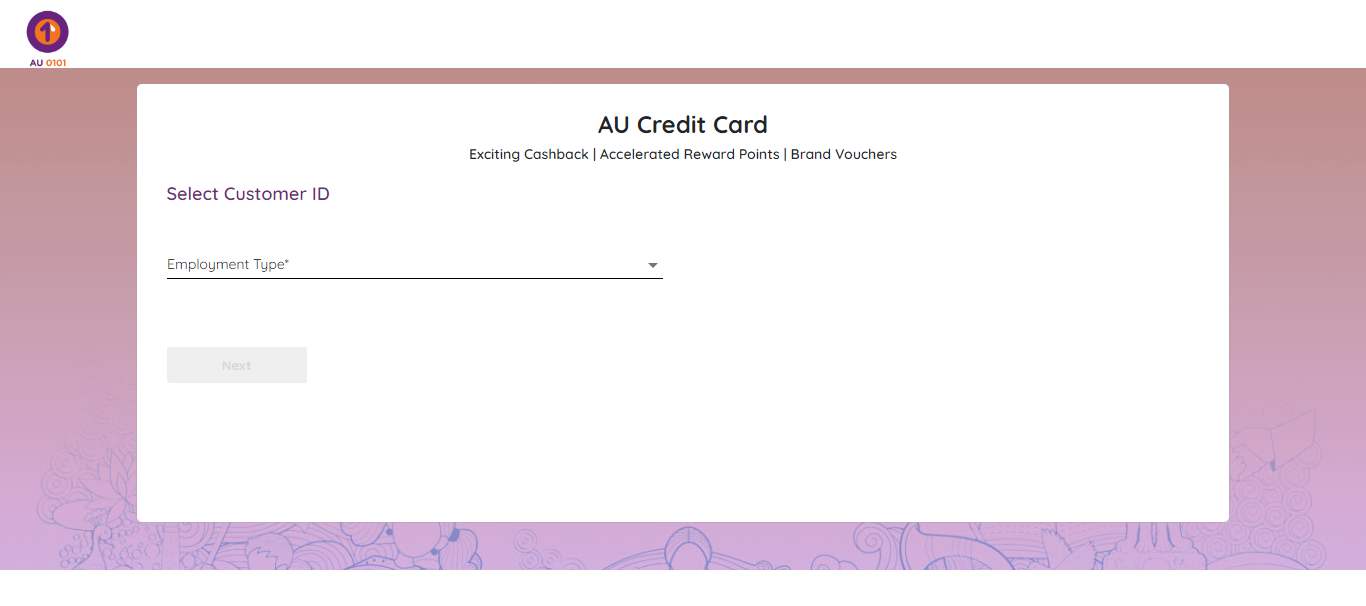 AU 0101
AU Credit Card
Exciting Cashback | Accelerated Reward Points | Brand Vouchers
Select Customer ID
Employment Type*
Next